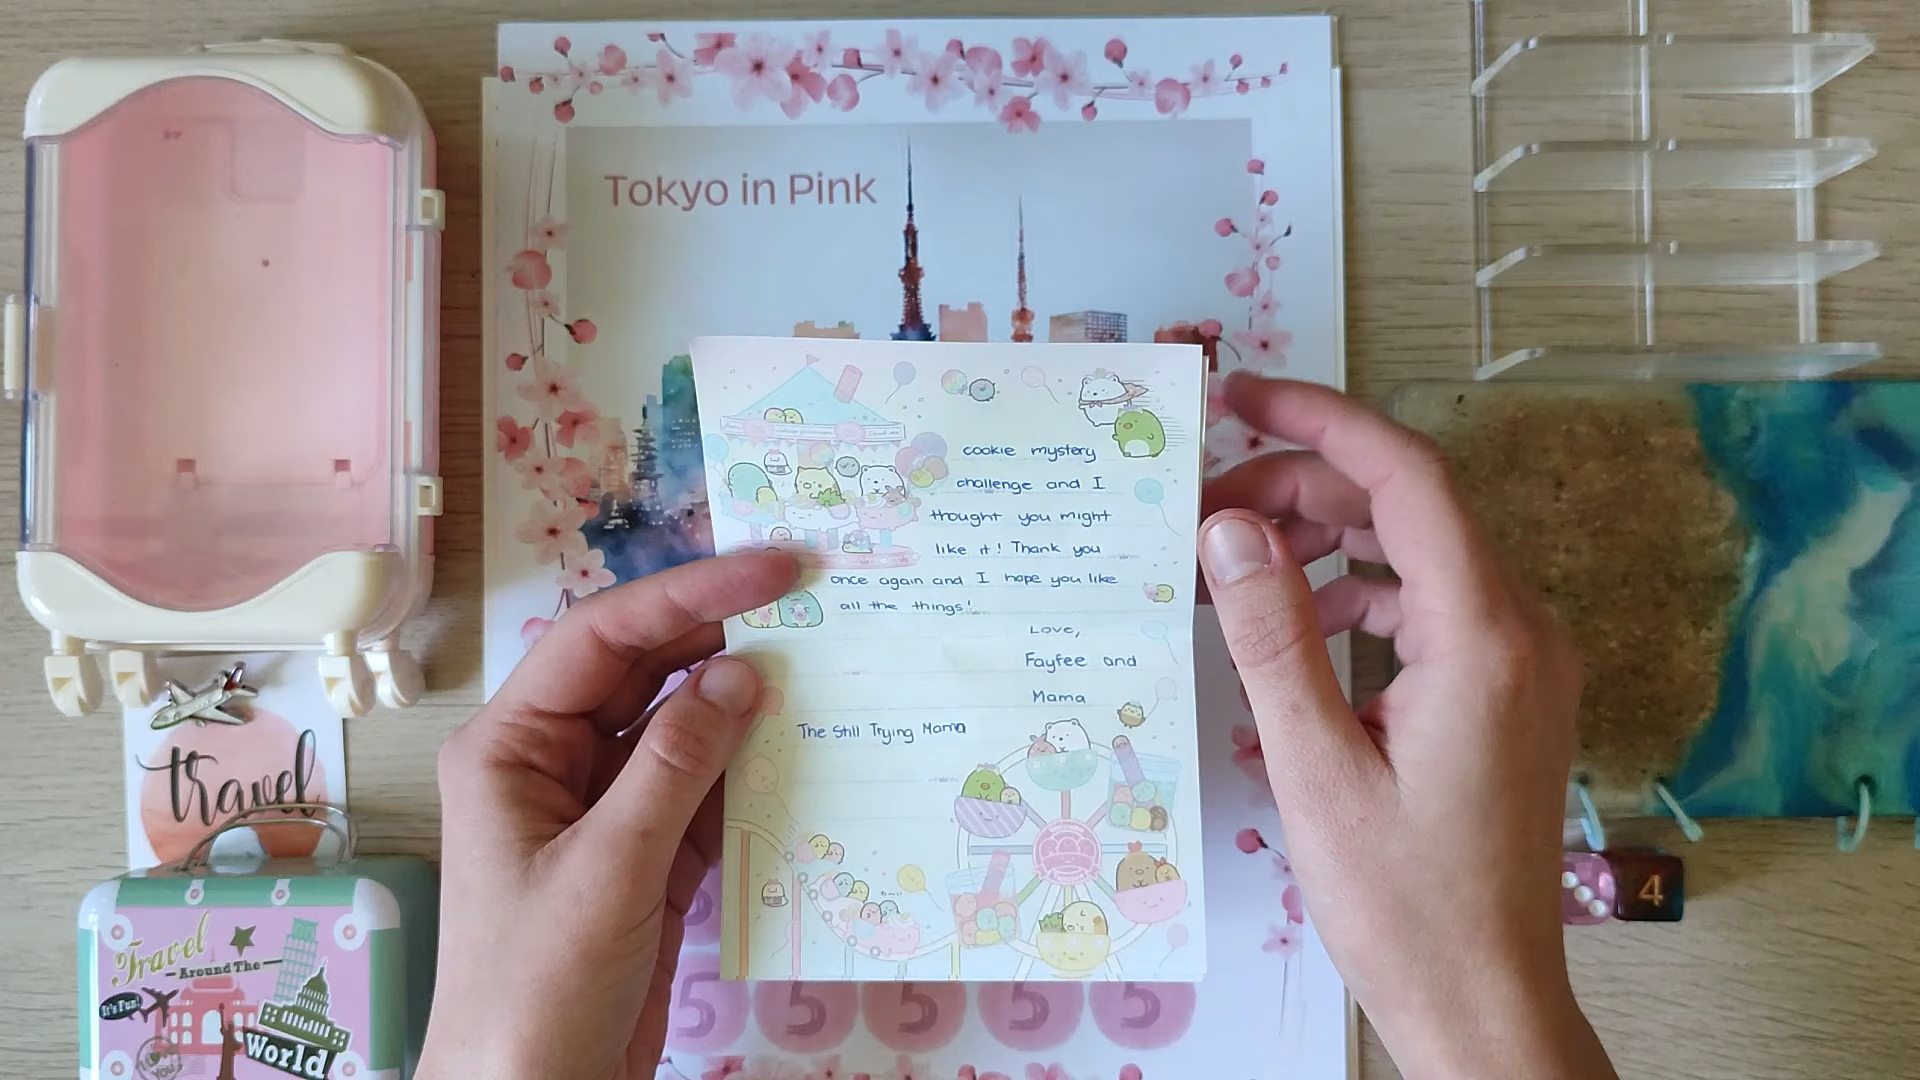 Tokyo in Pink
cookie mystery
challenge and I
thought you might
like it! Thank you
once again and I hope you like
all the things!
Love,
Fayfee and
Mama
The Still Trying Mama
travel
Travel
Around The
It's Fun!
World
4
5 5 5 5 5